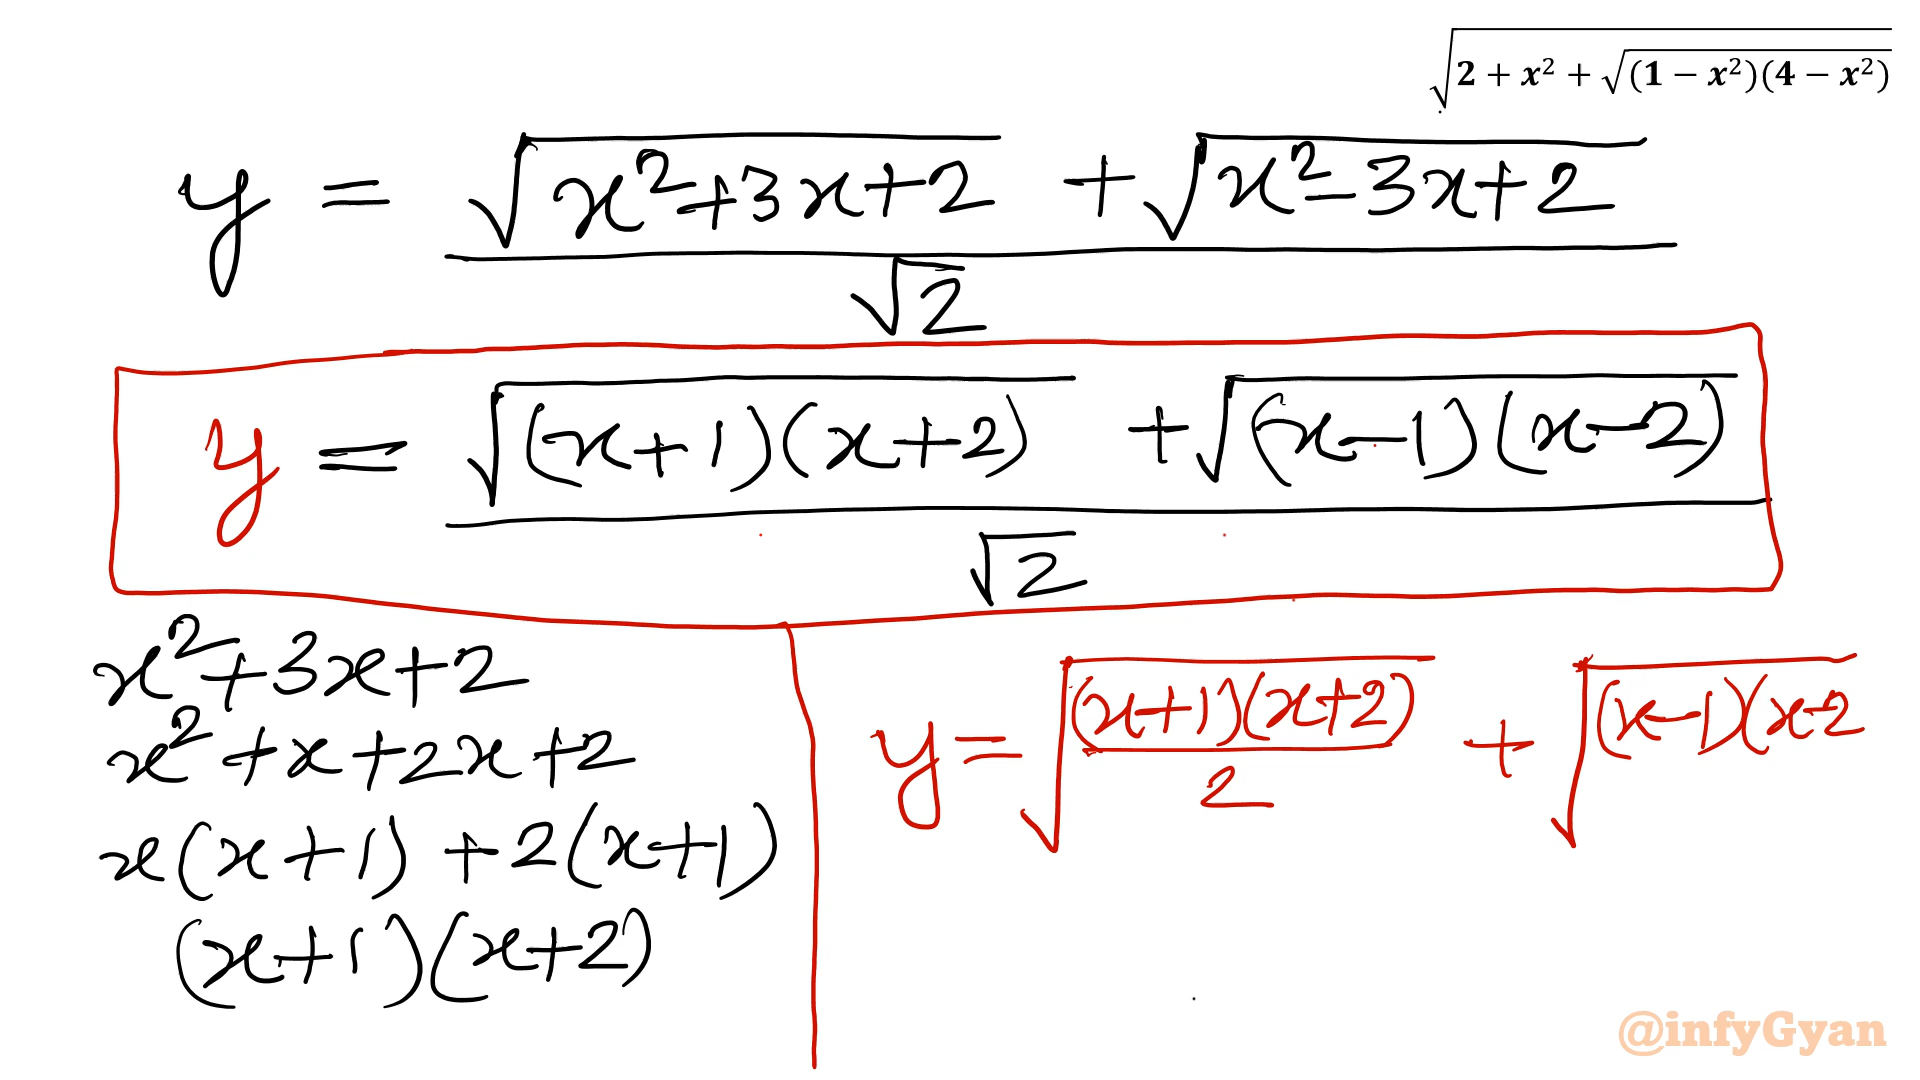 √(2 + x² + √((1 − x²)(4 − x²)))
y = (√(x²+3x+2) + √(x²−3x+2)) / √2
y = (√((x+1)(x+2)) + √((x−1)(x−2))) / √2
x²+3x+2
x²+x+2x+2
x(x+1)+2(x+1)
(x+1)(x+2)
y = √((x+1)(x+2)/2) + √((x−1)(x−2
@infyGyan